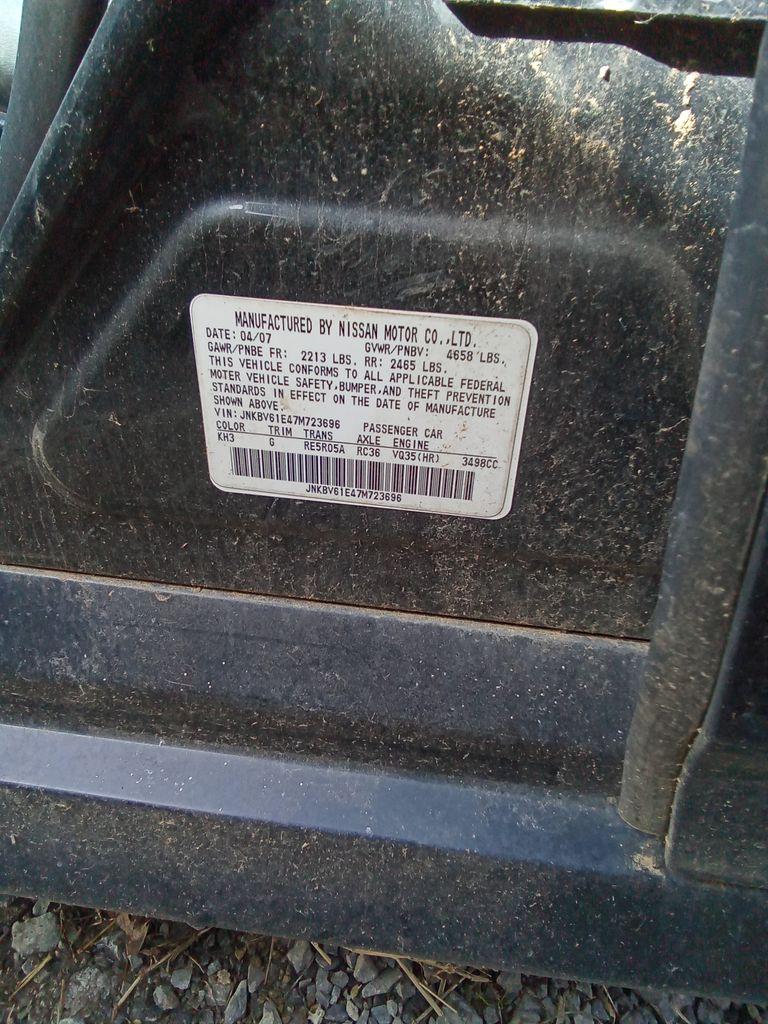 MANUFACTURED BY NISSAN MOTOR CO.,LTD.
DATE: 04/07 GVWR/PNBV: 4658 LBS.
GAWR/PNBE FR: 2213 LBS. RR: 2465 LBS.
THIS VEHICLE CONFORMS TO ALL APPLICABLE FEDERAL
MOTER VEHICLE SAFETY,BUMPER,AND THEFT PREVENTION
STANDARDS IN EFFECT ON THE DATE OF MANUFACTURE
SHOWN ABOVE.
VIN: JNKBV61E47M723696 PASSENGER CAR
COLOR TRIM TRANS AXLE ENGINE
KH3 G RE5R05A RC36 VQ35(HR) 3498CC
JNKBV61E47M723696